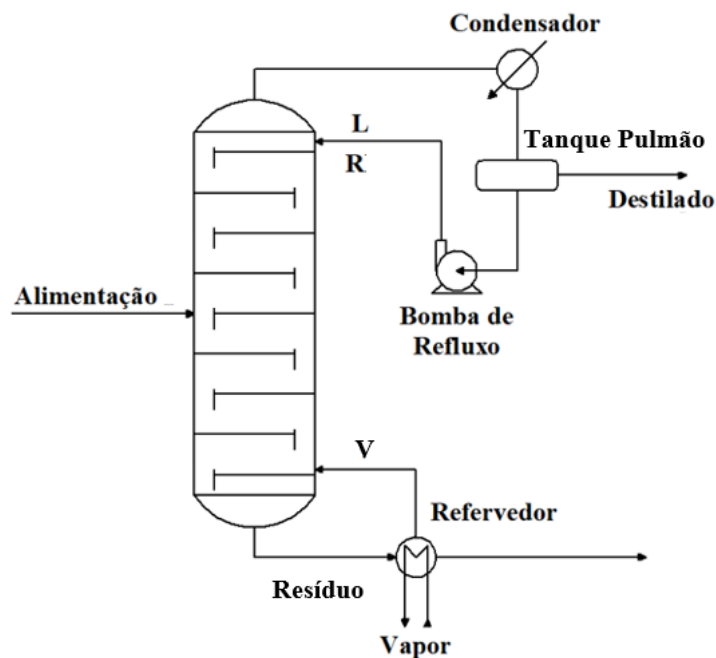 Condensador
L
R
Tanque Pulmão
Destilado
Alimentação
Bomba de
Refluxo
V
Refervedor
Resíduo
Vapor